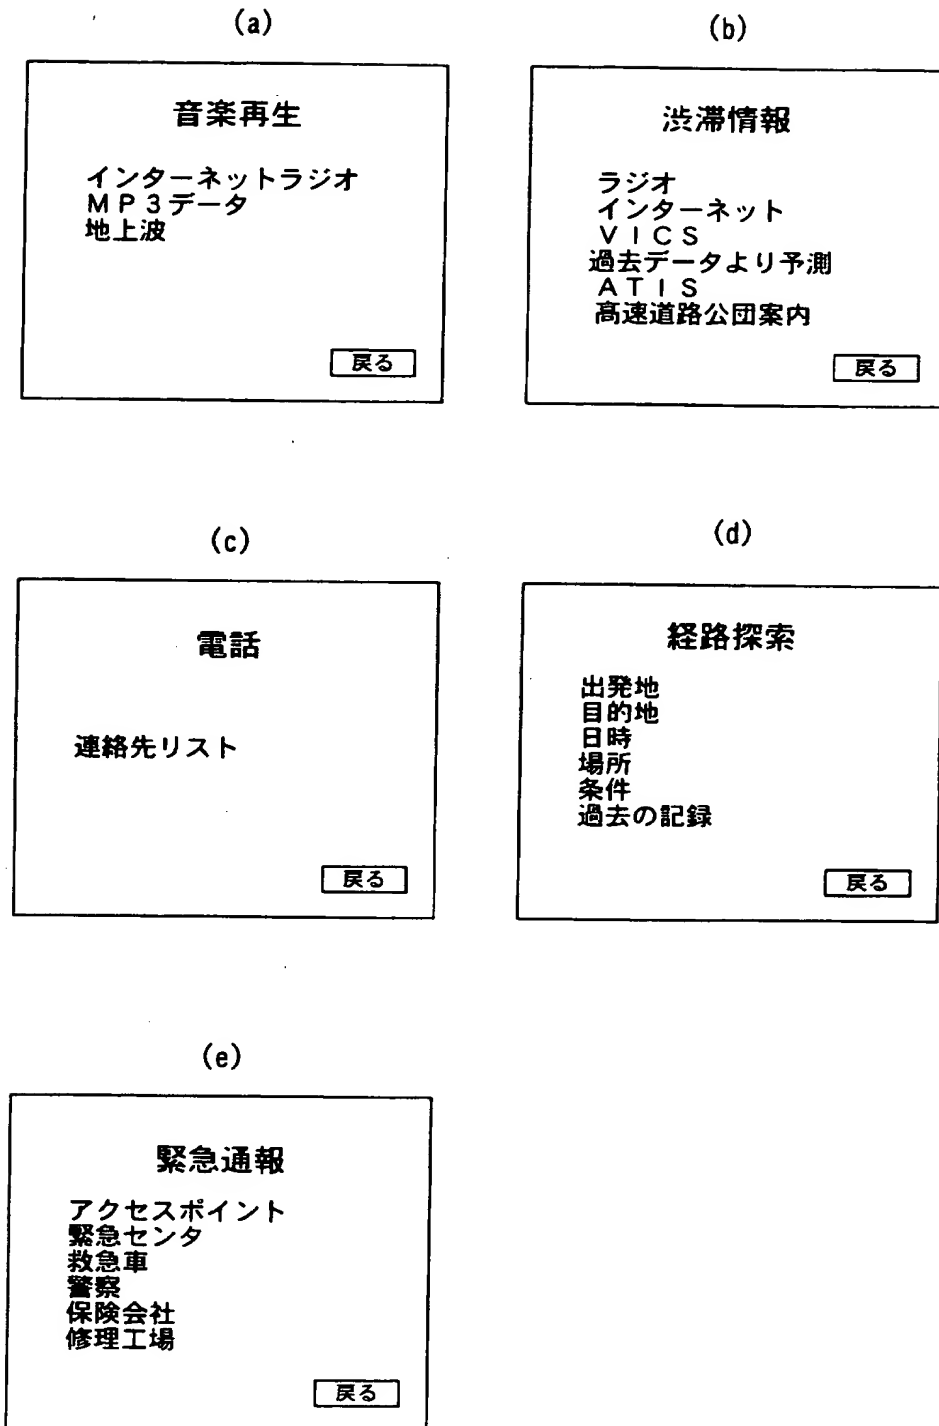 (a)
音楽再生
インターネットラジオ
MP3データ
地上波
戻る
(b)
渋滞情報
ラジオ
インターネット
VICS
過去データより予測
ATIS
高速道路公団案内
戻る
(c)
電話
連絡先リスト
戻る
(d)
経路探索
出発地
目的地
日時
場所
条件
過去の記録
戻る
(e)
緊急通報
アクセスポイント
緊急センタ
救急車
警察
保険会社
修理工場
戻る